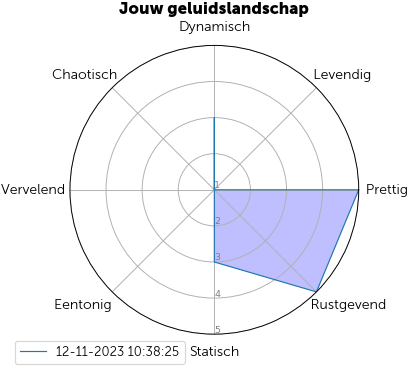 Jouw geluidslandschap
Dynamisch
Chaotisch
Levendig
Vervelend
1
Prettig
2
3
4
Eentonig
Rustgevend
5
12-11-2023 10:38:25
Statisch